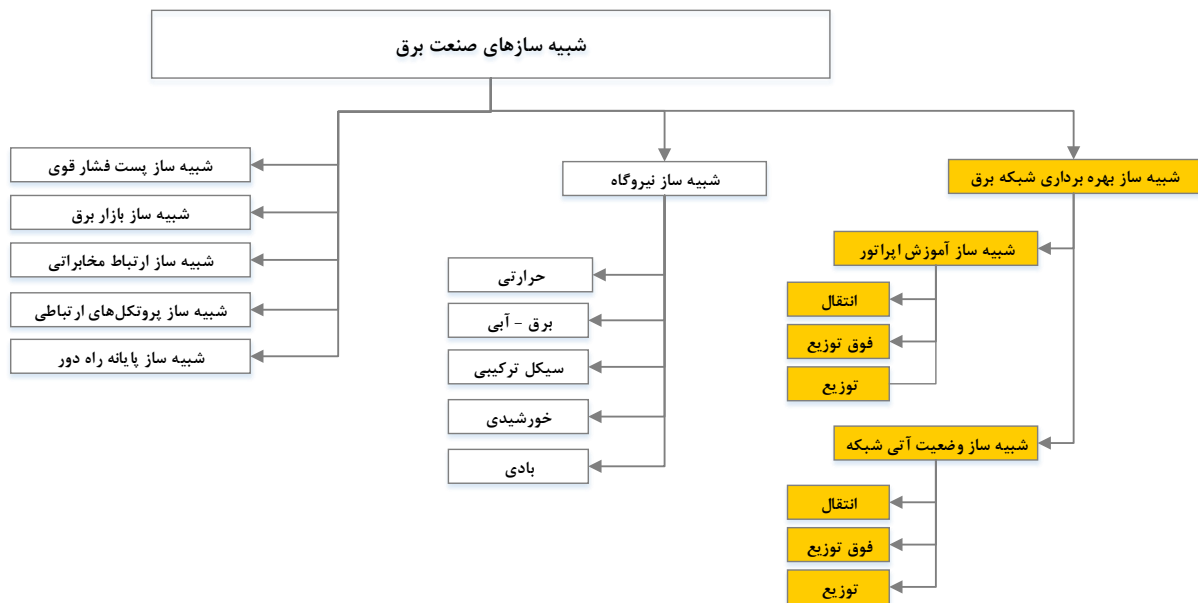 شبیه سازهای صنعت برق
شبیه ساز بهره برداری شبکه برق
شبیه ساز آموزش اپراتور
انتقال
فوق توزیع
توزیع
شبیه ساز وضعیت آتی شبکه
انتقال
فوق توزیع
توزیع
شبیه ساز نیروگاه
حرارتی
برق - آبی
سیکل ترکیبی
خورشیدی
بادی
شبیه ساز پست فشار قوی
شبیه ساز بازار برق
شبیه ساز ارتباط مخابراتی
شبیه ساز پروتکل‌های ارتباطی
شبیه ساز پایانه راه دور